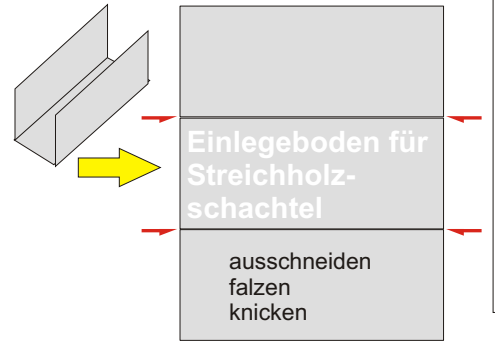 Einlegeboden für
Streichholz-
schachtel
ausschneiden
falzen
knicken